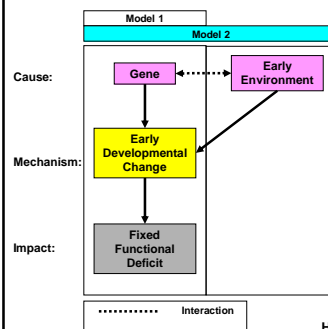 Model 1
Model 2
Cause:
Gene
Early
Environment
Mechanism:
Early
Developmental
Change
Impact:
Fixed
Functional
Deficit
Interaction
H